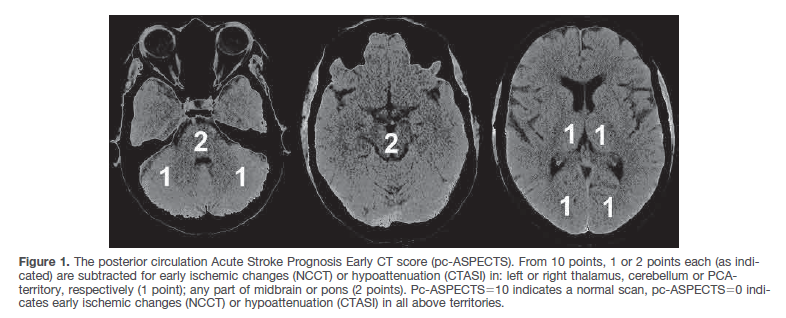 2
1 1
2
1 1
1 1
Figure 1. The posterior circulation Acute Stroke Prognosis Early CT score (pc-ASPECTS). From 10 points, 1 or 2 points each (as indi-
cated) are subtracted for early ischemic changes (NCCT) or hypoattenuation (CTASI) in: left or right thalamus, cerebellum or PCA-
territory, respectively (1 point); any part of midbrain or pons (2 points). Pc-ASPECTS=10 indicates a normal scan, pc-ASPECTS=0 indi-
cates early ischemic changes (NCCT) or hypoattenuation (CTASI) in all above territories.